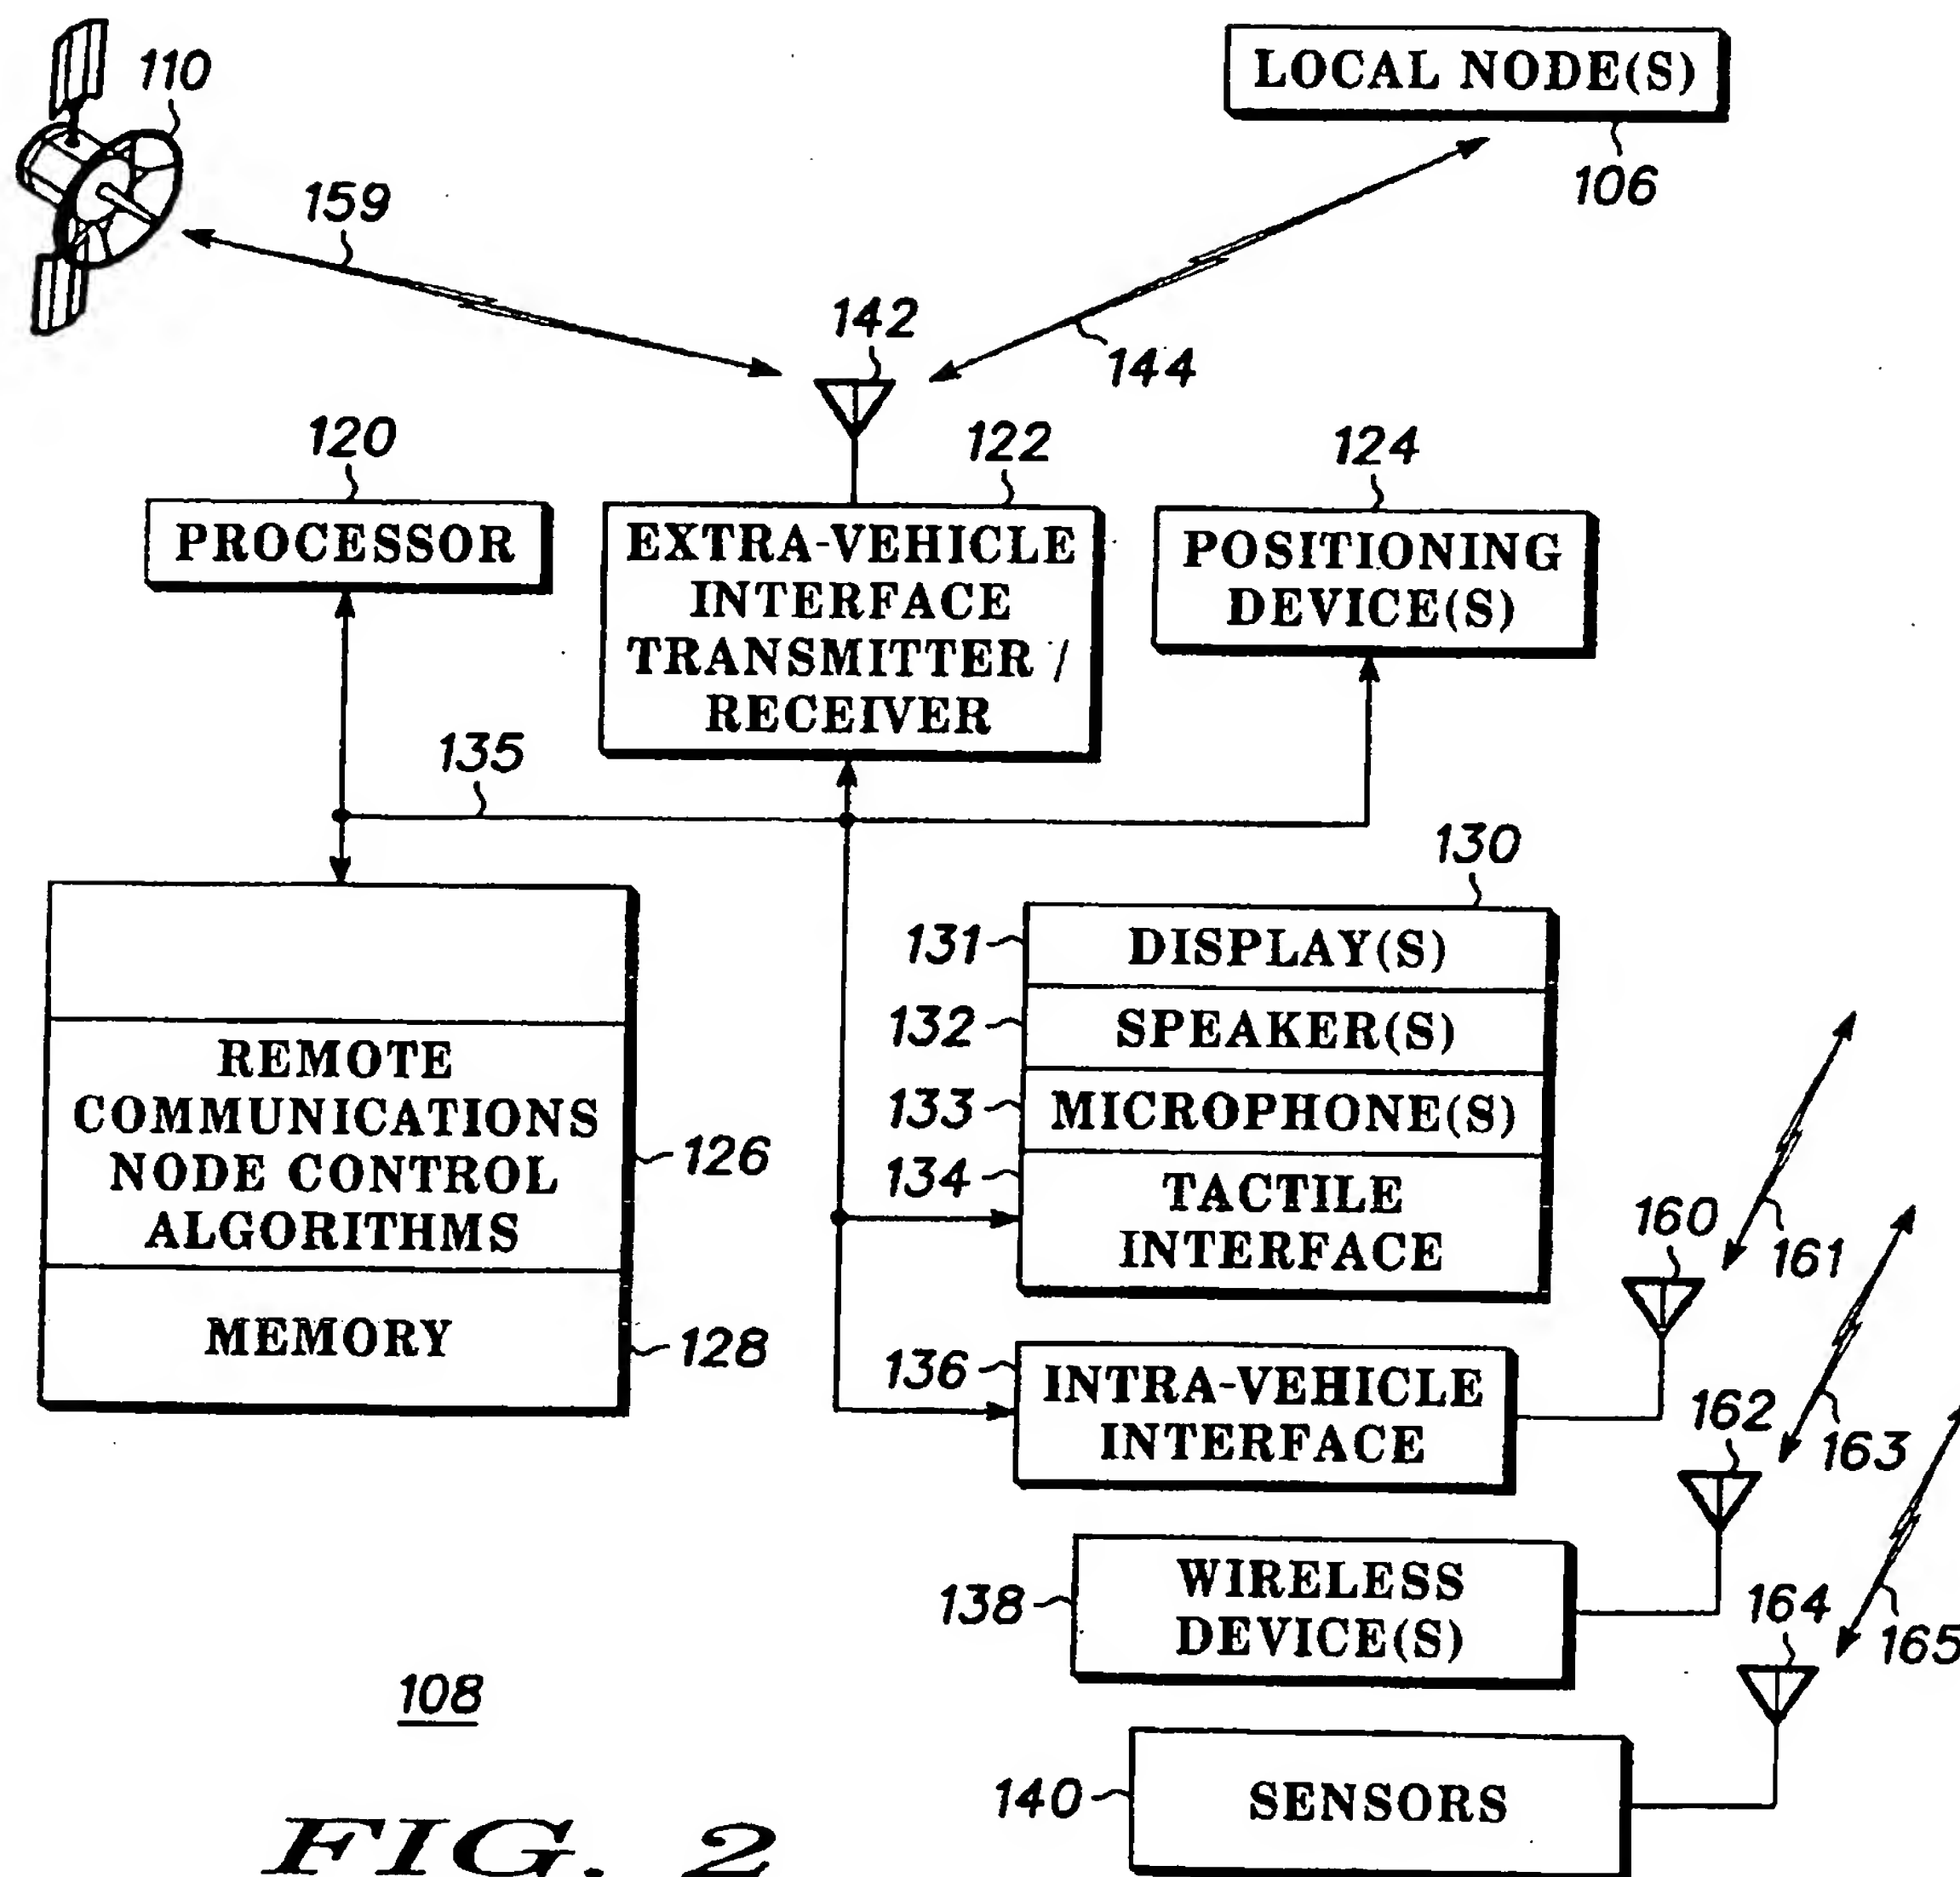 110
LOCAL NODE(S)
106
159
142
144
120
122
124
PROCESSOR
EXTRA-VEHICLE
INTERFACE
TRANSMITTER /
RECEIVER
POSITIONING
DEVICE(S)
135
130
131
DISPLAY(S)
132
SPEAKER(S)
133
MICROPHONE(S)
134
TACTILE
INTERFACE
REMOTE
COMMUNICATIONS
NODE CONTROL
ALGORITHMS
126
MEMORY
128
160
161
136
INTRA-VEHICLE
INTERFACE
162
163
138
WIRELESS
DEVICE(S)
164
165
140
SENSORS
108
FIG. 2